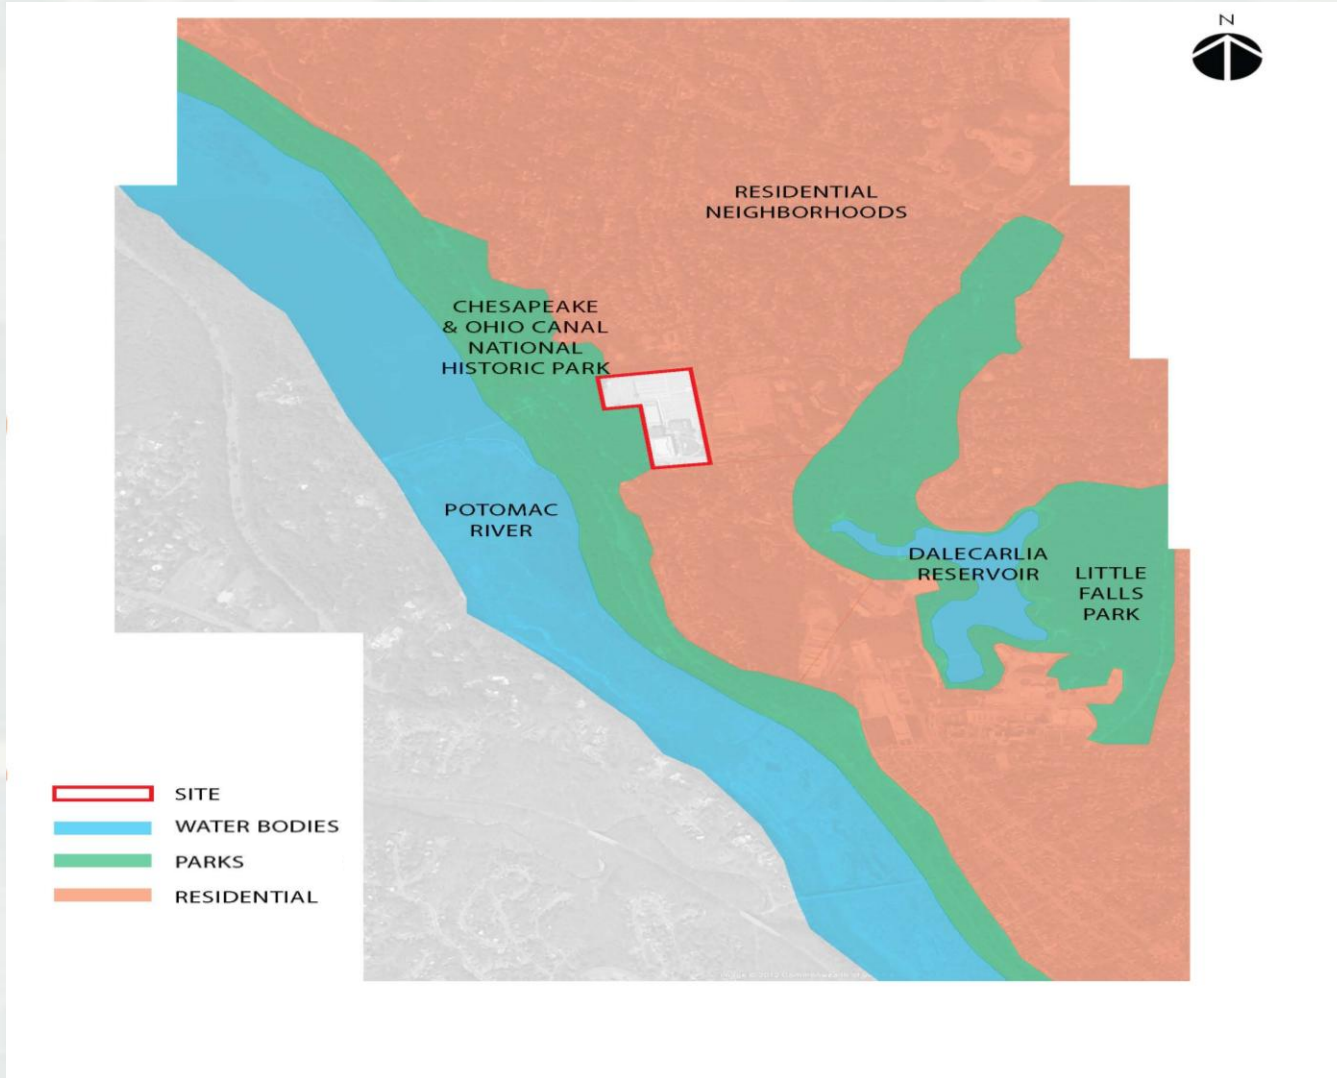 N
RESIDENTIAL
NEIGHBORHOODS
CHESAPEAKE
& OHIO CANAL
NATIONAL
HISTORIC PARK
POTOMAC
RIVER
DALECARLIA
RESERVOIR
LITTLE
FALLS
PARK
SITE
WATER BODIES
PARKS
RESIDENTIAL